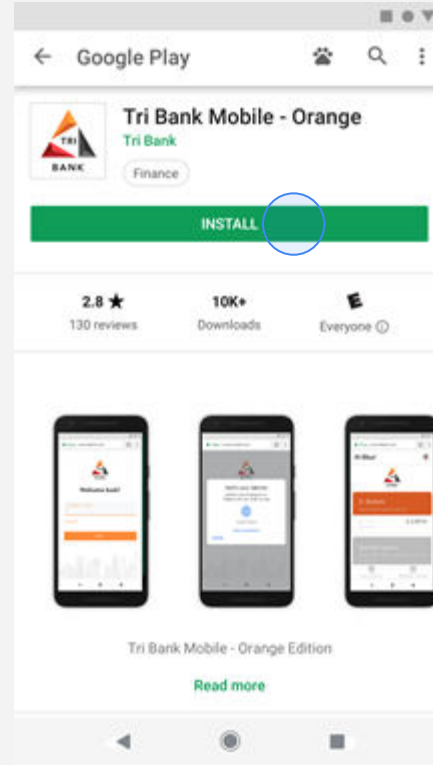 Google Play
TRI
BANK
Tri Bank Mobile - Orange
Tri Bank
Finance
INSTALL
2.8 ★
130 reviews
10K+
Downloads
E
Everyone
Welcome back!
Tri Bank Mobile - Orange Edition
Read more